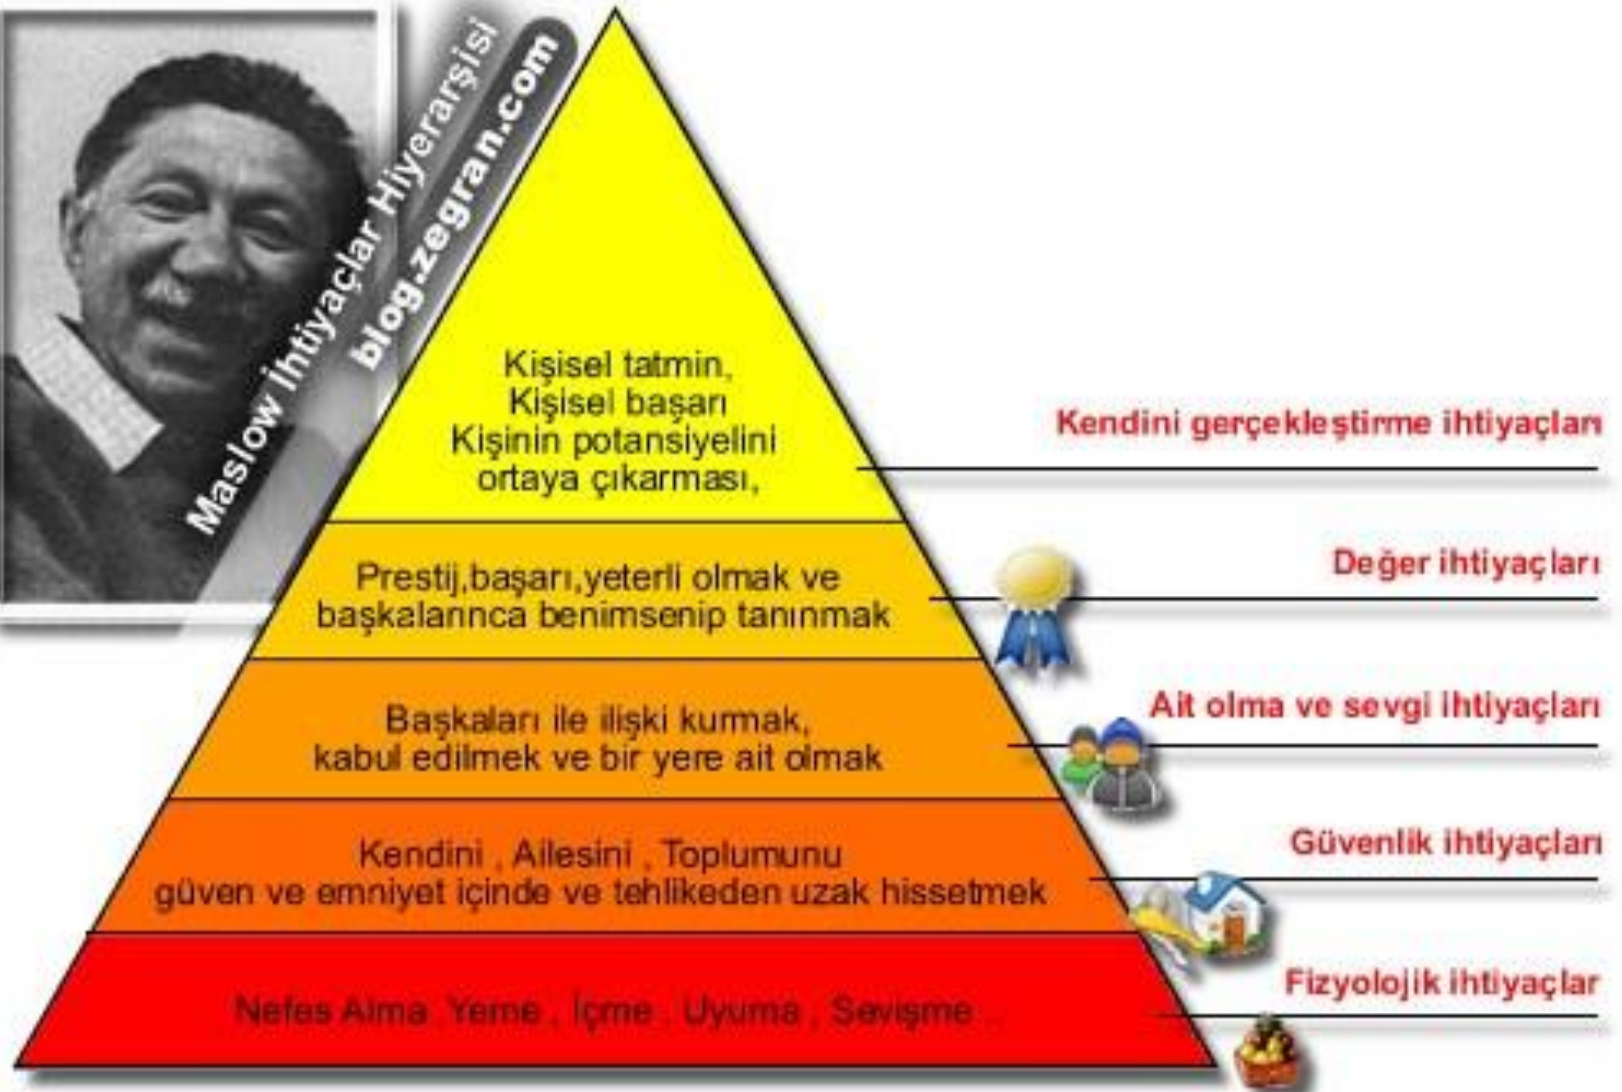 Maslow İhtiyaçlar Hiyerarşisi
blog.zegran.com
Kişisel tatmin,
Kişisel başarı
Kişinin potansiyelini
ortaya çıkarması,
Kendini gerçekleştirme ihtiyaçları
Prestij,başarı,yeterli olmak ve
başkalarınca benimsenip tanınmak
Değer ihtiyaçları
Başkaları ile ilişki kurmak,
kabul edilmek ve bir yere ait olmak
Ait olma ve sevgi ihtiyaçları
Kendini , Ailesini , Toplumunu
güven ve emniyet içinde ve tehlikeden uzak hissetmek
Güvenlik ihtiyaçları
Nefes Alma Yeme , İçme , Uyuma , Sevişme
Fizyolojik ihtiyaçlar